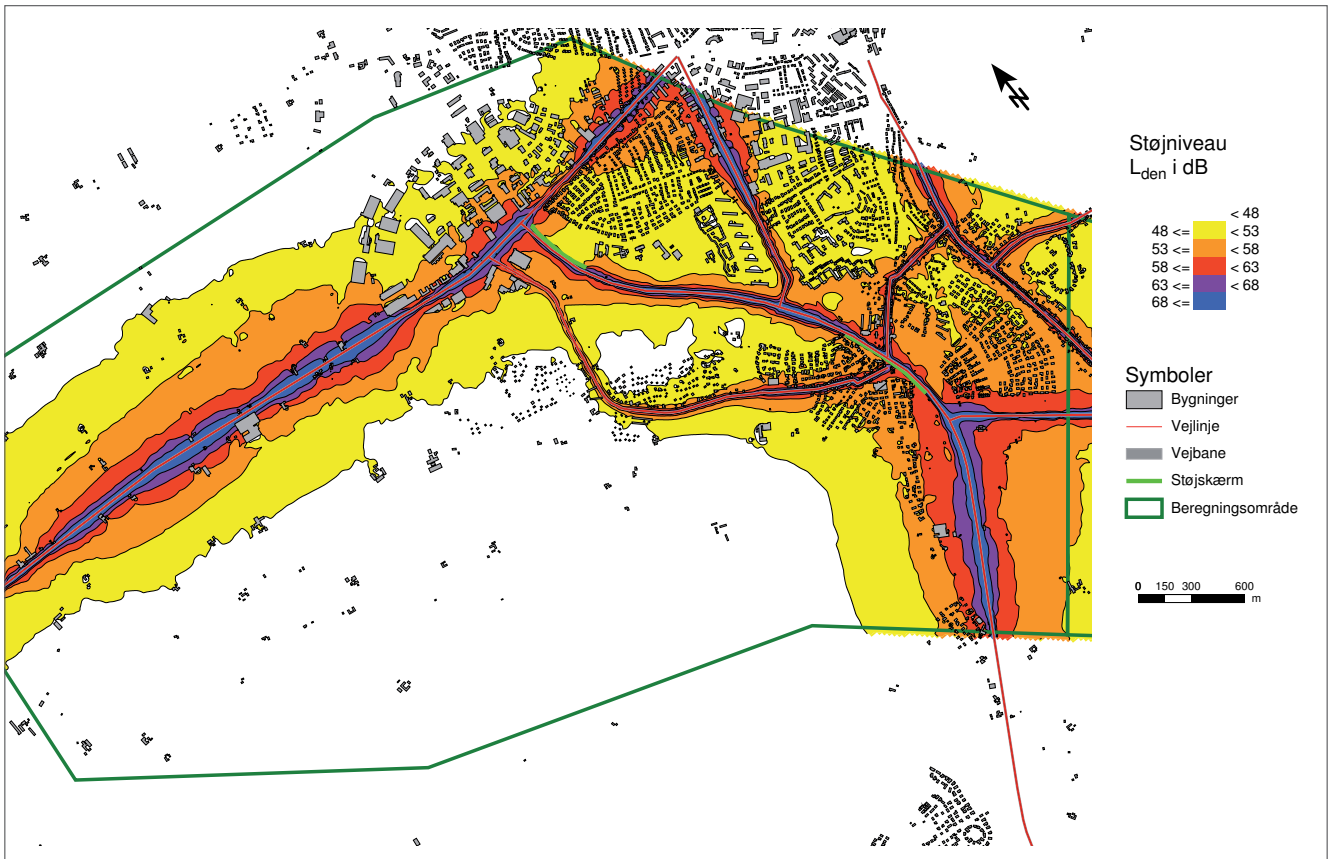 N
Støjniveau
Lden i dB
< 48
48 <= < 53
53 <= < 58
58 <= < 63
63 <= < 68
68 <=
Symboler
Bygninger
Vejlinje
Vejbane
Støjskærm
Beregningsområde
0 150 300 600
m